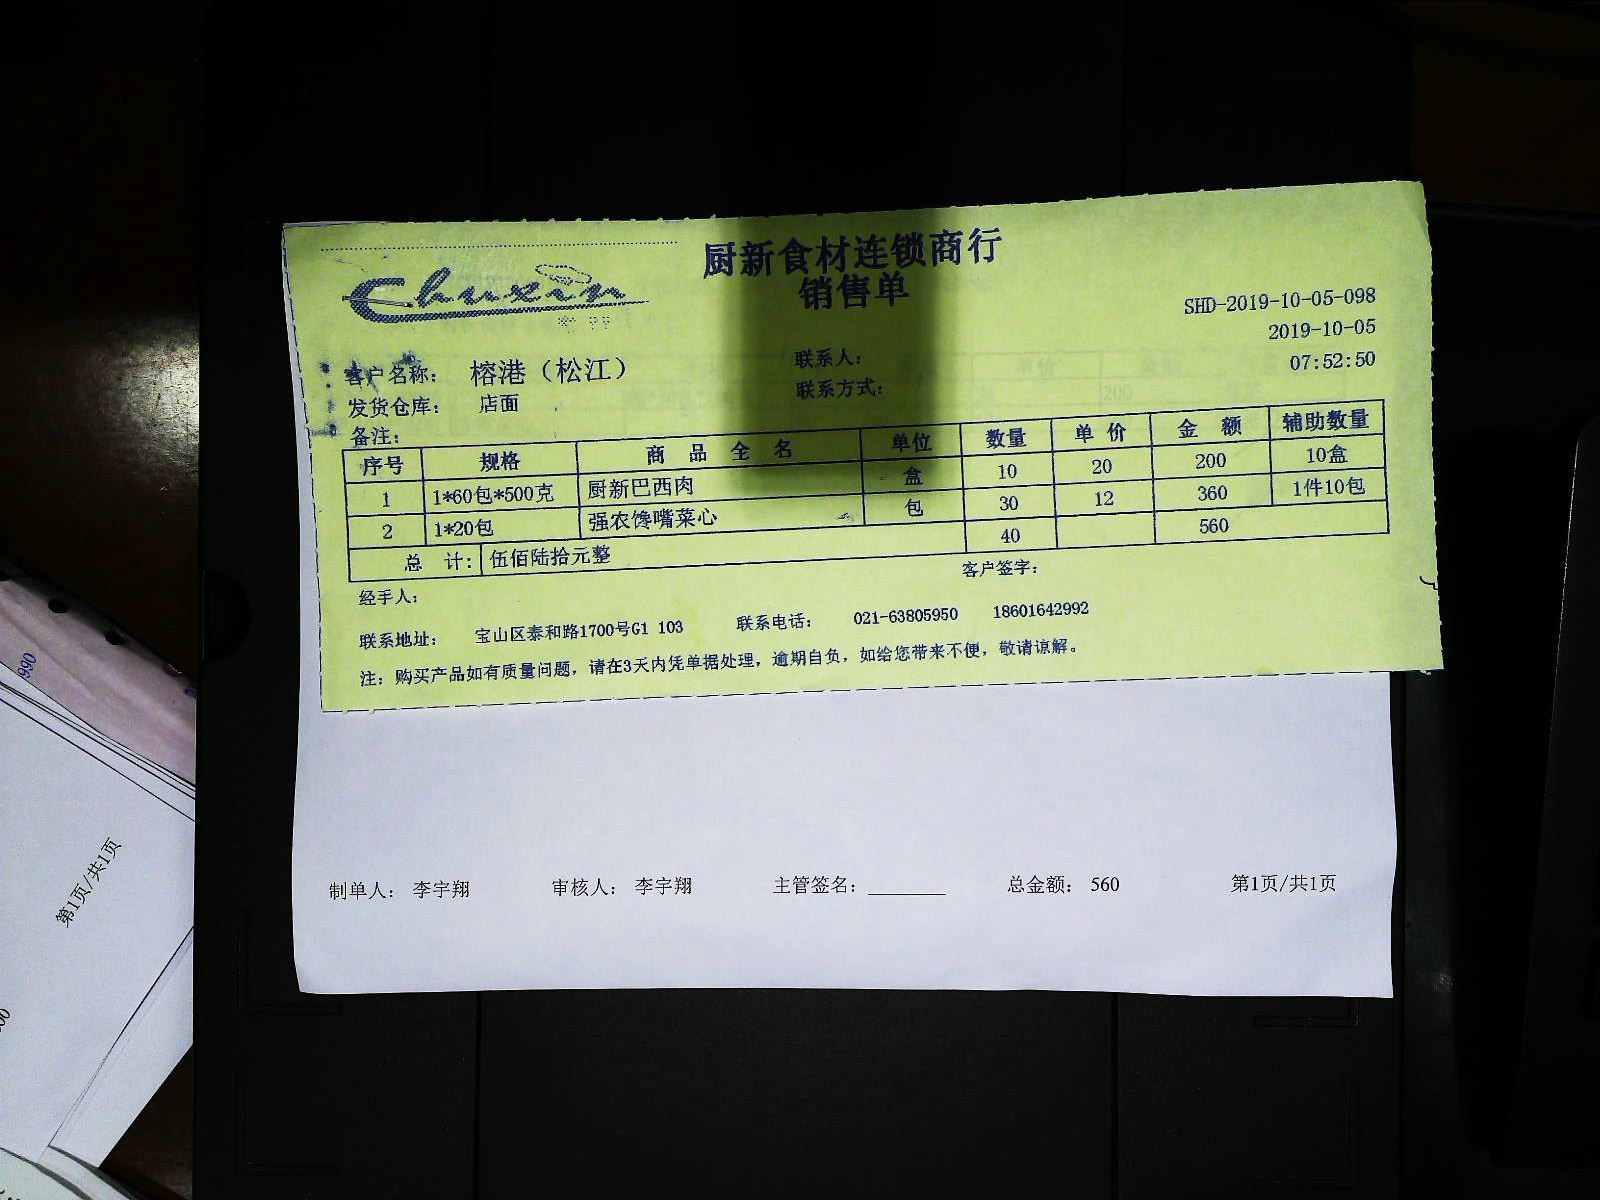 厨新食材连锁商行
销售单
Chuxin
SHD-2019-10-05-098
2019-10-05
07:52:50
客户名称: 榕港（松江） 联系人:
发货仓库: 店面 联系方式:
备注:
序号 规格 商品全名 单位 数量 单价 金额 辅助数量
1 1*60包*500克 厨新巴西肉 盒 10 20 200 10盒
2 1*20包 强农馋嘴菜心 包 30 12 360 1件10包
总计: 伍佰陆拾元整 40 560
经手人: 客户签字:
联系地址: 宝山区泰和路1700号G1 103 联系电话: 021-63805950 18601642992
注: 购买产品如有质量问题, 请在3天内凭单据处理, 逾期自负, 如给您带来不便, 敬请谅解。
制单人: 李宇翔 审核人: 李宇翔 主管签名: 总金额: 560 第1页/共1页
990
第1页/共1页